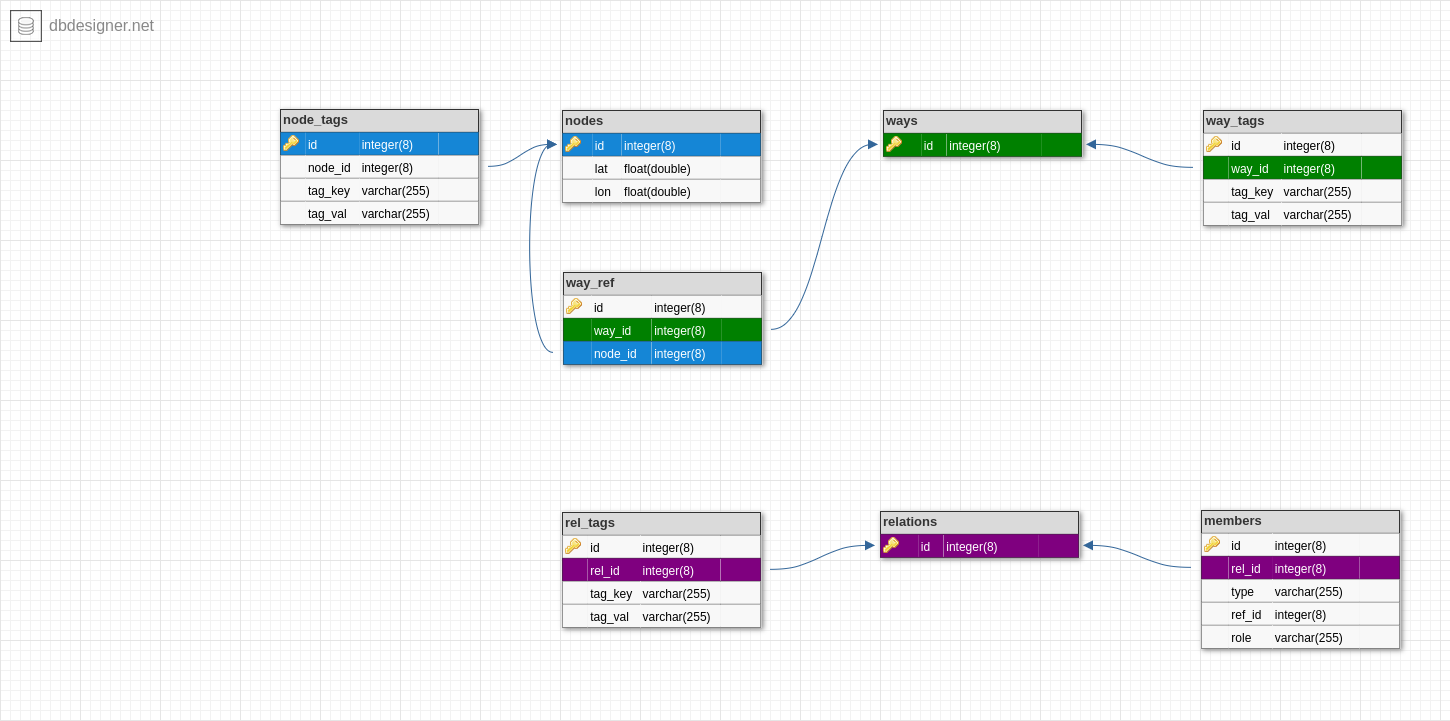 dbdesigner.net
node_tags
id integer(8)
node_id integer(8)
tag_key varchar(255)
tag_val varchar(255)
nodes
id integer(8)
lat float(double)
lon float(double)
ways
id integer(8)
way_tags
id integer(8)
way_id integer(8)
tag_key varchar(255)
tag_val varchar(255)
way_ref
id integer(8)
way_id integer(8)
node_id integer(8)
rel_tags
id integer(8)
rel_id integer(8)
tag_key varchar(255)
tag_val varchar(255)
relations
id integer(8)
members
id integer(8)
rel_id integer(8)
type varchar(255)
ref_id integer(8)
role varchar(255)